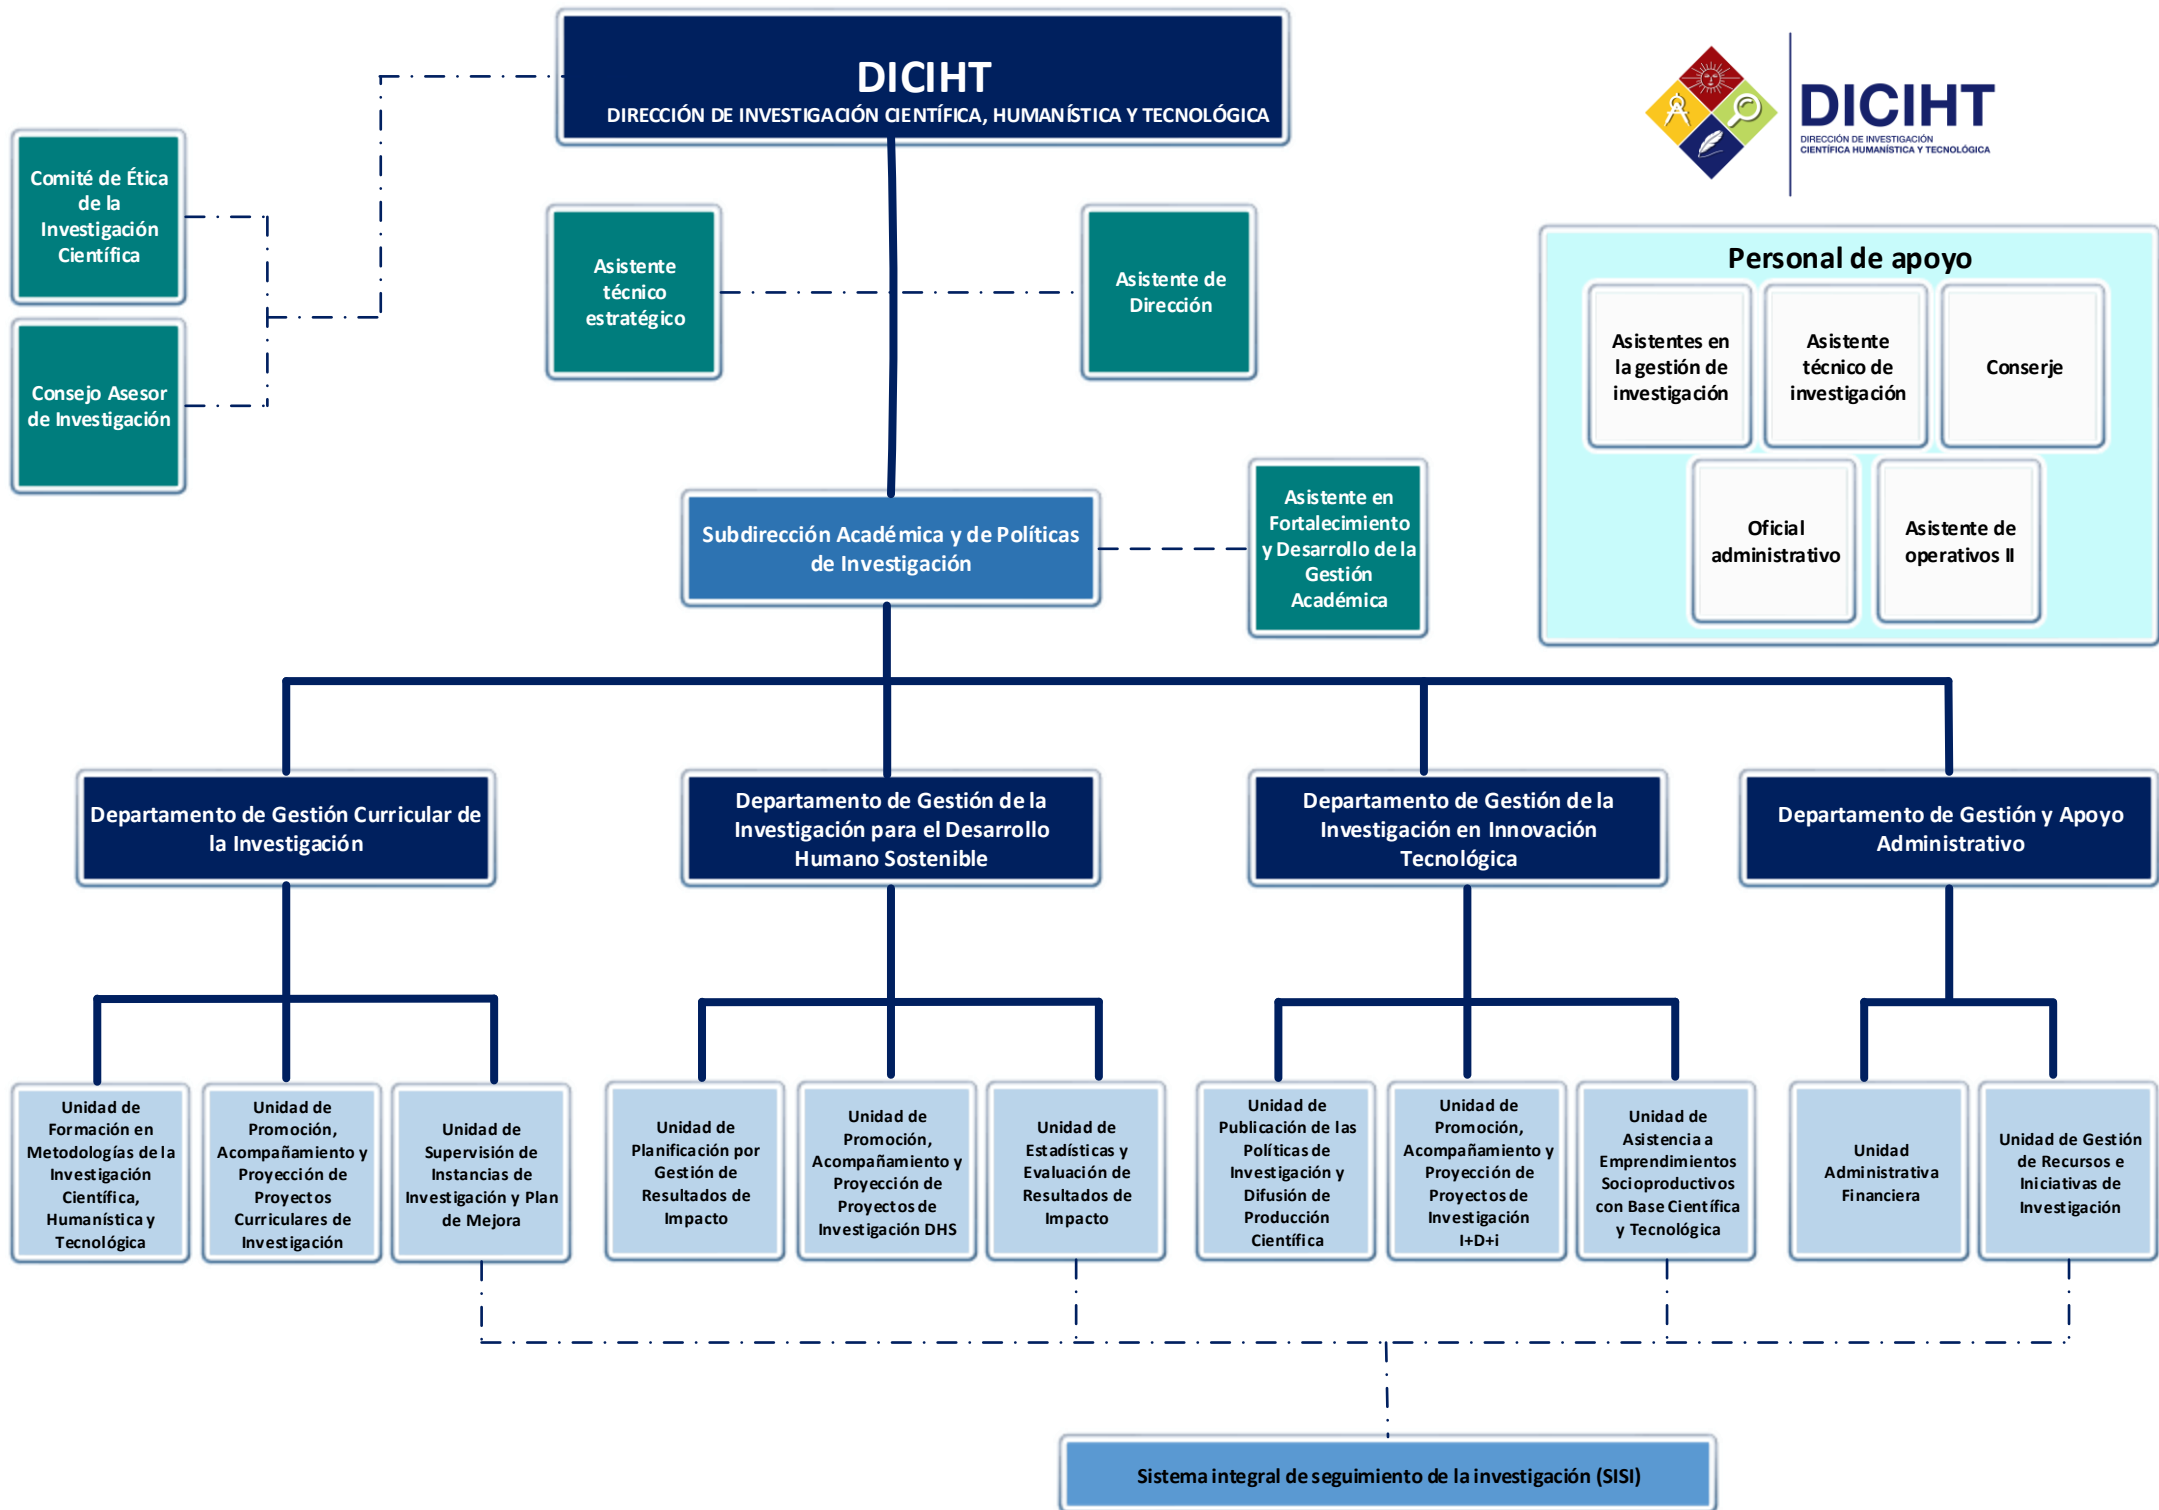 DICIHT
DIRECCIÓN DE INVESTIGACIÓN CIENTÍFICA, HUMANÍSTICA Y TECNOLÓGICA
DICIHT
DIRECCIÓN DE INVESTIGACIÓN
CIENTÍFICA HUMANÍSTICA Y TECNOLÓGICA
Comité de Ética
de la
Investigación
Científica
Consejo Asesor
de Investigación
Asistente
técnico
estratégico
Asistente de
Dirección
Personal de apoyo
Asistentes en
la gestión de
investigación
Asistente
técnico de
investigación
Conserje
Oficial
administrativo
Asistente de
operativos II
Subdirección Académica y de Políticas
de Investigación
Asistente en
Fortalecimiento
y Desarrollo de la
Gestión
Académica
Departamento de Gestión Curricular de
la Investigación
Departamento de Gestión de la
Investigación para el Desarrollo
Humano Sostenible
Departamento de Gestión de la
Investigación en Innovación
Tecnológica
Departamento de Gestión y Apoyo
Administrativo
Unidad de
Formación en
Metodologías de la
Investigación
Científica,
Humanística y
Tecnológica
Unidad de
Promoción,
Acompañamiento y
Proyección de
Proyectos
Curriculares de
Investigación
Unidad de
Supervisión de
Instancias de
Investigación y Plan
de Mejora
Unidad de
Planificación por
Gestión de
Resultados de
Impacto
Unidad de
Promoción,
Acompañamiento y
Proyección de
Proyectos de
Investigación DHS
Unidad de
Estadísticas y
Evaluación de
Resultados de
Impacto
Unidad de
Publicación de las
Políticas de
Investigación y
Difusión de
Producción
Científica
Unidad de
Promoción,
Acompañamiento y
Proyección de
Proyectos de
Investigación
I+D+i
Unidad de
Asistencia a
Emprendimientos
Socioproductivos
con Base Científica
y Tecnológica
Unidad
Administrativa
Financiera
Unidad de Gestión
de Recursos e
Iniciativas de
Investigación
Sistema integral de seguimiento de la investigación (SISI)